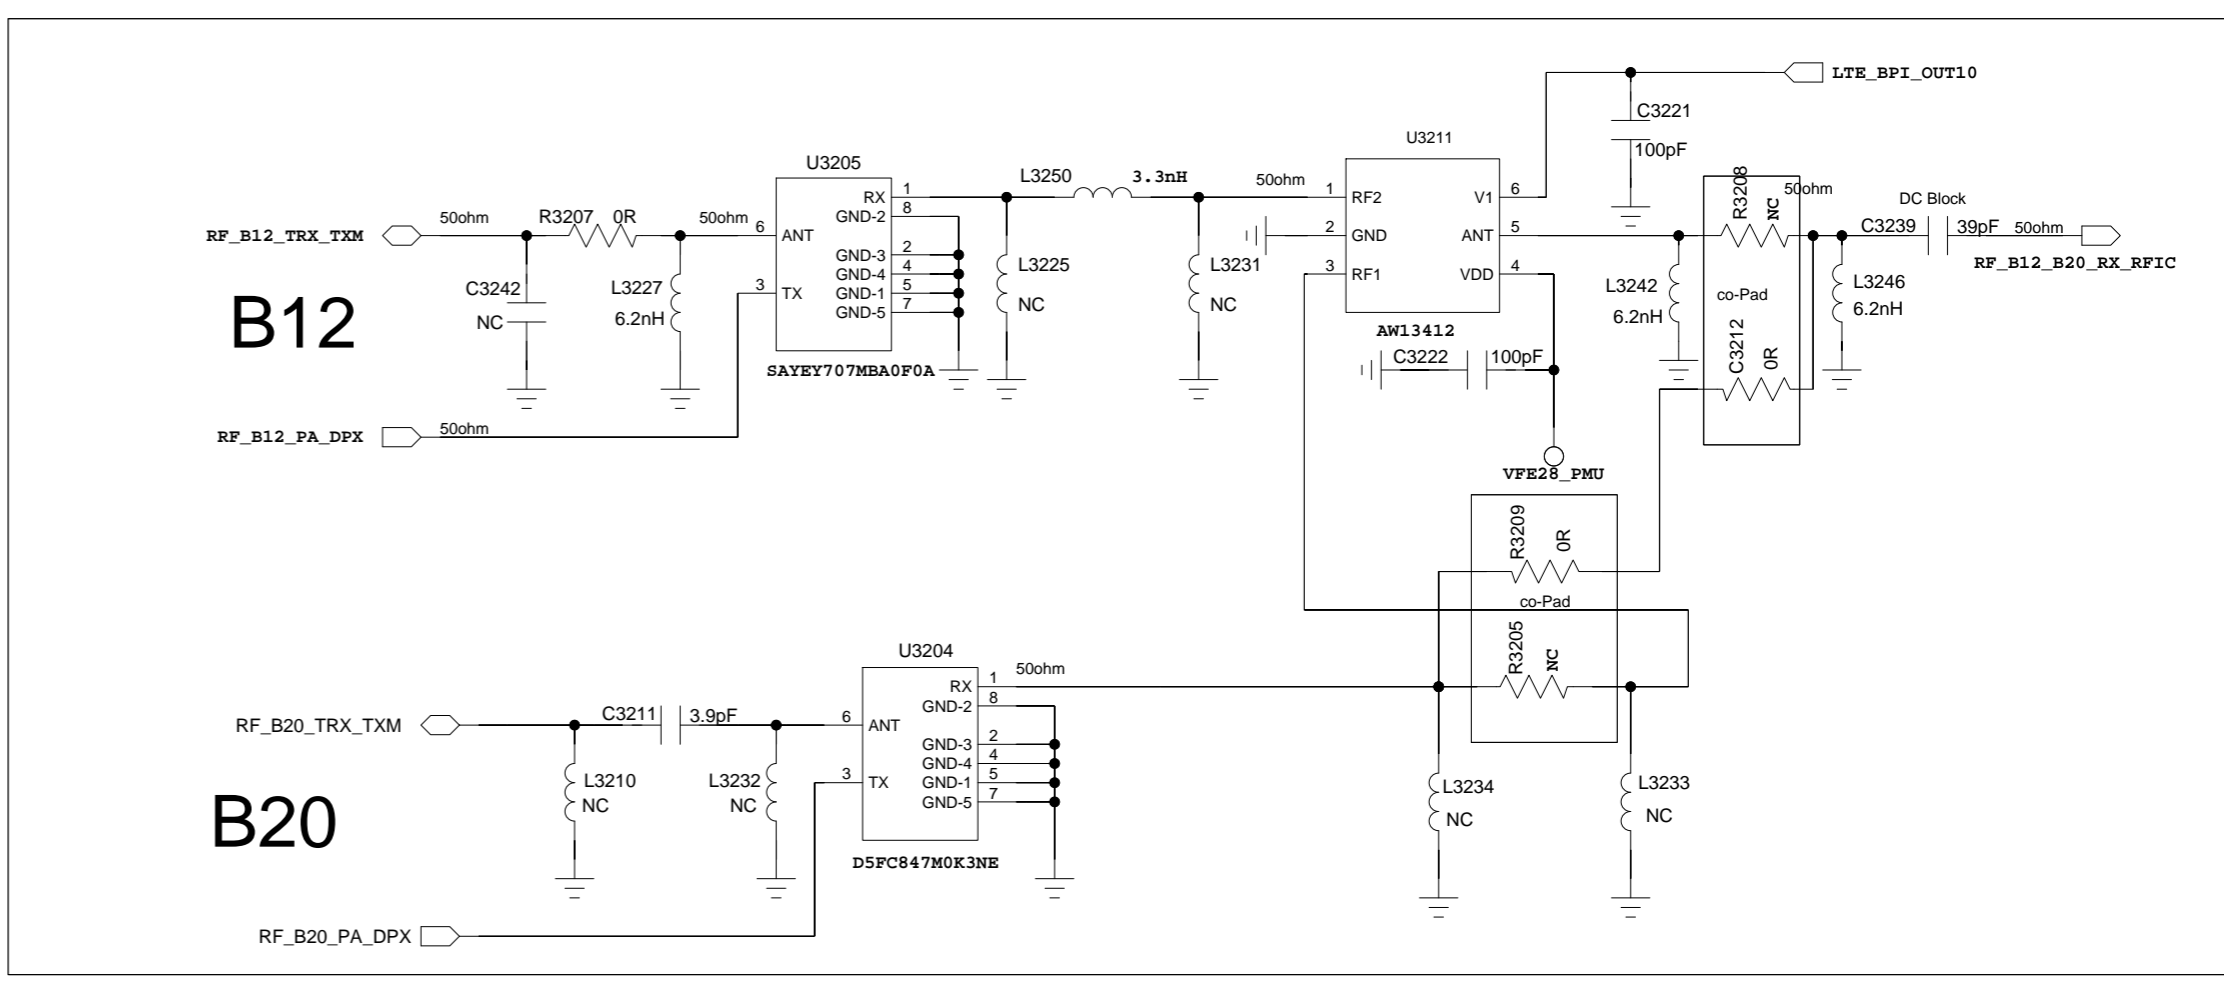 LTE_BPI_OUT10
C3221
100pF
U3211
U3205
L3250
3.3nH
50ohm
1
RF2
V1
6
RX
1
GND-2
8
R3208
NC
50ohm
DC Block
RF_B12_TRX_TXM
50ohm
R3207
0R
50ohm
6
ANT
2
GND
ANT
5
C3239
39pF
50ohm
RF_B12_B20_RX_RFIC
GND-3
2
GND-4
4
GND-1
5
GND-5
7
L3225
NC
L3231
NC
3
RF1
VDD
4
L3242
6.2nH
co-Pad
L3246
6.2nH
C3242
NC
L3227
6.2nH
3
TX
B12
AW13412
C3222
100pF
C3212
0R
SAYEY707MBA0F0A
RF_B12_PA_DPX
50ohm
VFE28_PMU
R3209
0R
co-Pad
R3205
NC
U3204
50ohm
RX
1
GND-2
8
RF_B20_TRX_TXM
C3211
3.9pF
6
ANT
GND-3
2
GND-4
4
GND-1
5
GND-5
7
3
TX
L3210
NC
L3232
NC
L3234
NC
L3233
NC
B20
D5FC847M0K3NE
RF_B20_PA_DPX